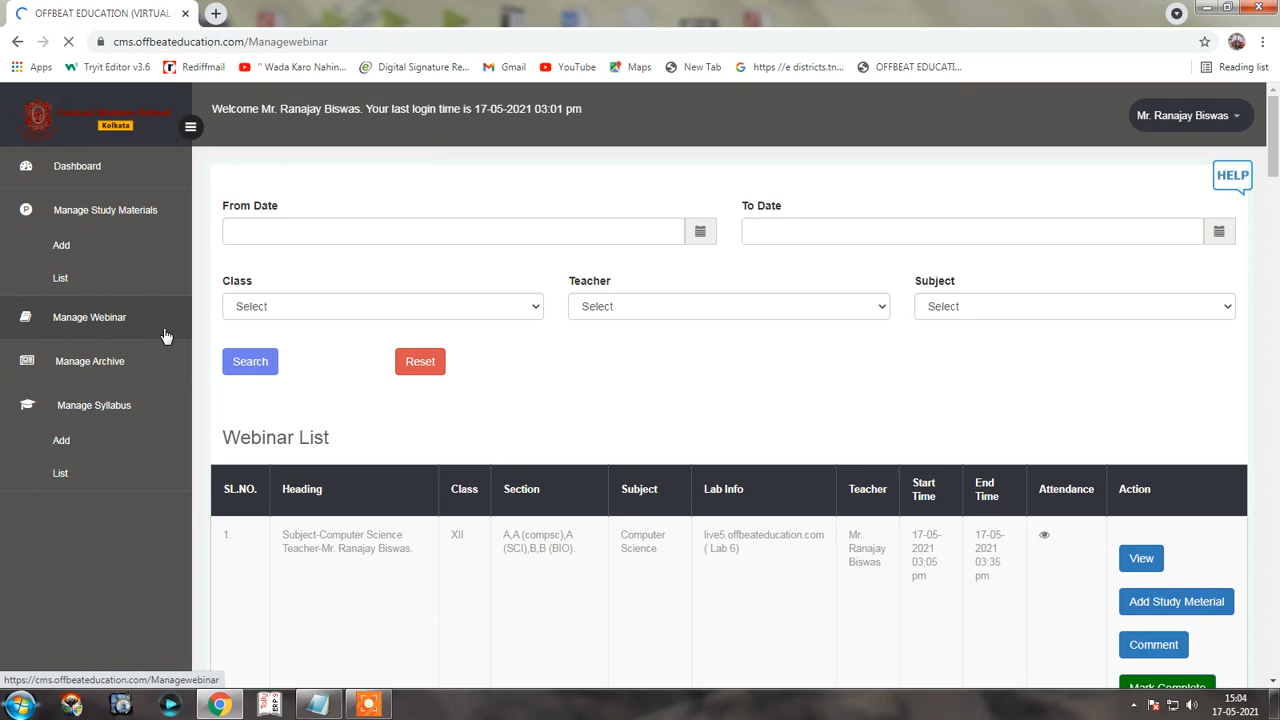 OFFBEAT EDUCATION (VIRTUAL
cms.offbeateducation.com/Managewebinar
Apps
Tryit Editor v3.6
Rediffmail
" Wada Karo Nahin...
Digital Signature Re...
Gmail
YouTube
Maps
New Tab
https://e districts.tn...
OFFBEAT EDUCATI...
Reading list
Kolkata
Welcome Mr. Ranajay Biswas. Your last login time is 17-05-2021 03:01 pm
Mr. Ranajay Biswas
Dashboard
Manage Study Materials
Add
List
Manage Webinar
Manage Archive
Manage Syllabus
Add
List
HELP
From Date
To Date
Class
Teacher
Subject
Select
Select
Select
Search
Reset
Webinar List
SL.NO.
Heading
Class
Section
Subject
Lab Info
Teacher
Start
Time
End
Time
Attendance
Action
1.
Subject-Computer Science
Teacher-Mr. Ranajay Biswas.
XII
A,A (compsc),A
(SCI),B,B (BIO).
Computer
Science
live5.offbeateducation.com
( Lab 6)
Mr.
Ranajay
Biswas
17-05-
2021
03:05
pm
17-05-
2021
03:35
pm
View
Add Study Meterial
Comment
Mark Complete
https://cms.offbeateducation.com/Managewebinar
15:04
17-05-2021